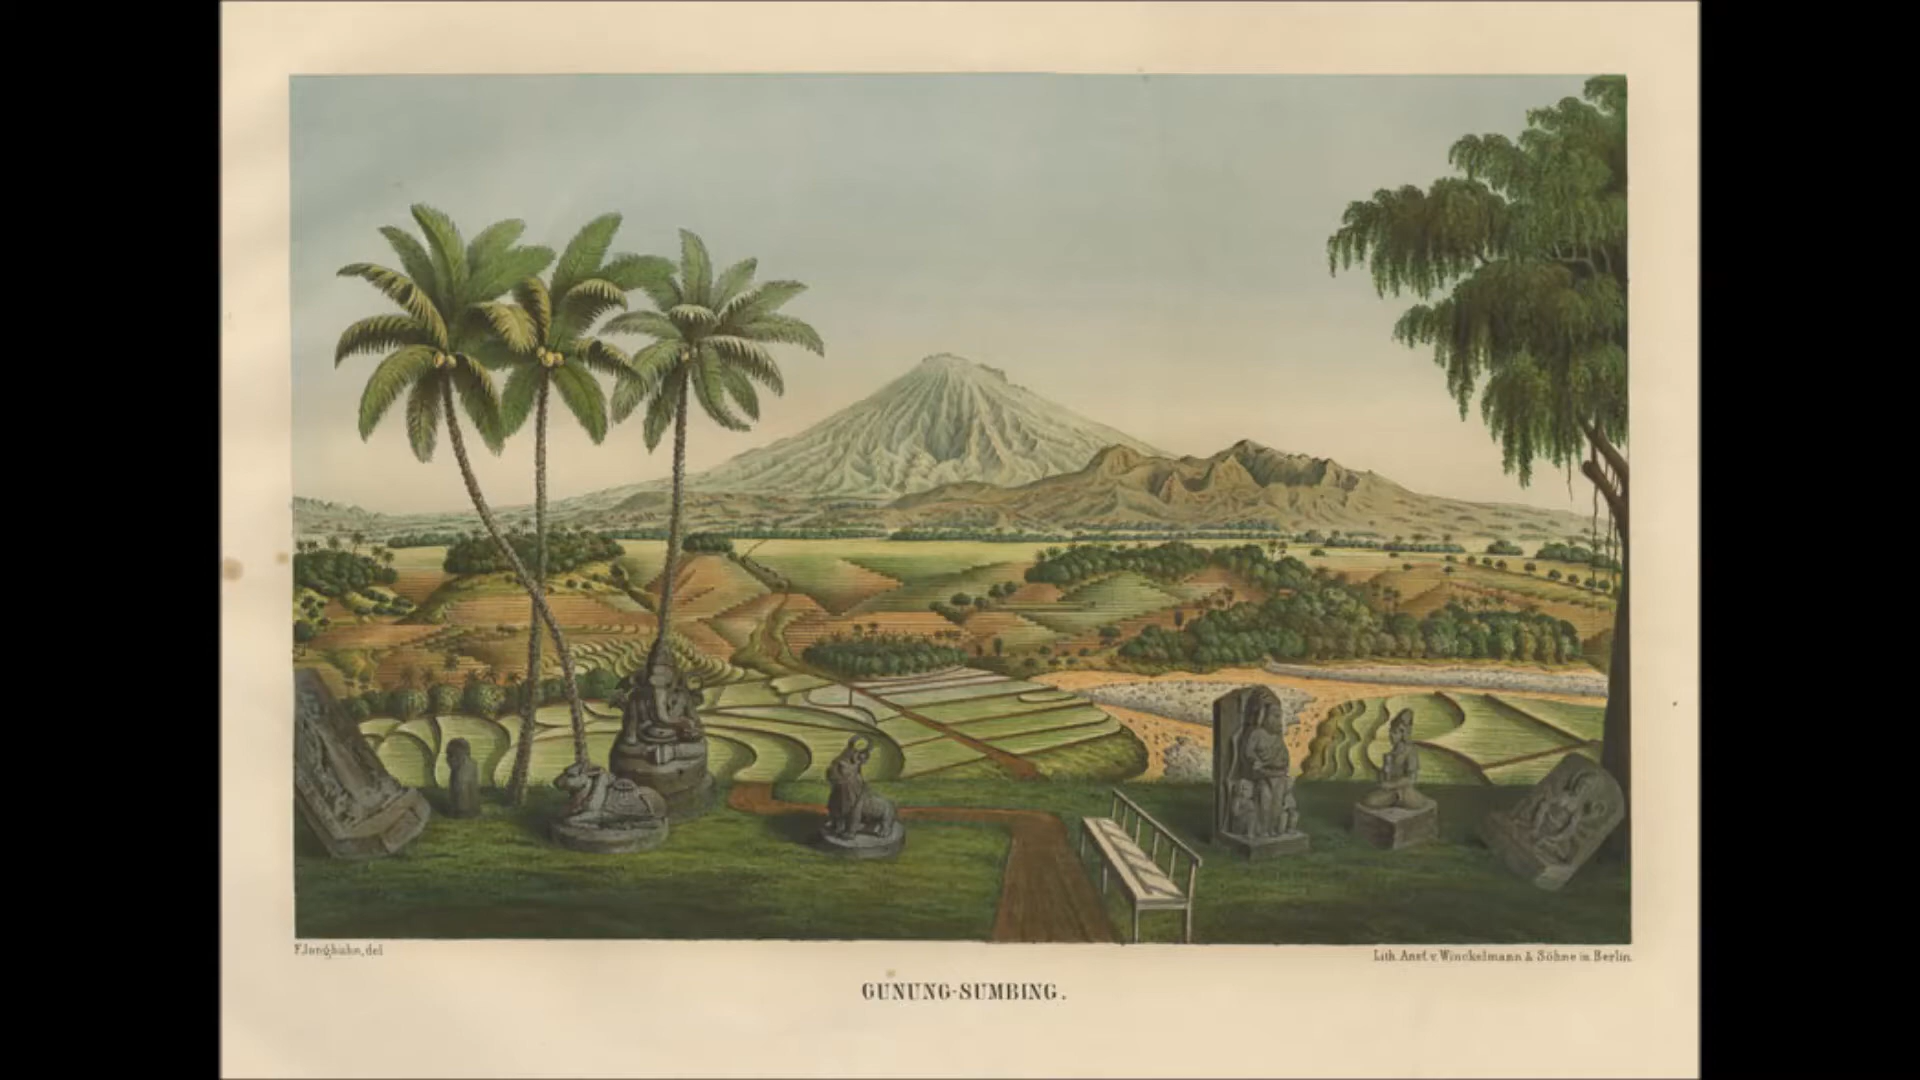 F. Junghuhn, del
Lith. Anst. v. Winckelmann & Söhne in Berlin.
GUNUNG-SUMBING.